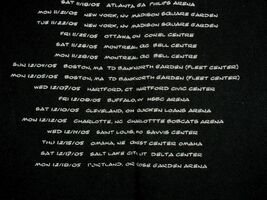 SAT 11/19/05 ATLANTA, GA PHILIPS ARENA
MON 11/21/05 NEW YORK, NY MADISON SQUARE GARDEN
TUE 11/22/05 NEW YORK, NY MADISON SQUARE GARDEN
FRI 11/25/05 OTTAWA, ON COREL CENTRE
SAT 11/26/05 MONTREAL, QC BELL CENTRE
MON 11/28/05 MONTREAL, QC BELL CENTRE
SUN 12/04/05 BOSTON, MA TD BANKNORTH GARDEN (FLEET CENTER)
MON 12/05/05 BOSTON, MA TD BANKNORTH GARDEN (FLEET CENTER)
WED 12/07/05 HARTFORD, CT HARTFORD CIVIC CENTER
FRI 12/09/05 BUFFALO, NY HSBC ARENA
SAT 12/10/05 CLEVELAND, OH QUICKEN LOANS ARENA
MON 12/12/05 CHARLOTTE, NC CHARLOTTE BOBCATS ARENA
WED 12/14/05 SAINT LOUIS, MO SAVVIS CENTER
THU 12/15/05 OMAHA, NE QWEST CENTER OMAHA
SAT 12/17/05 SALT LAKE CITY, UT DELTA CENTER
MON 12/19/05 PORTLAND, OR ROSE GARDEN ARENA